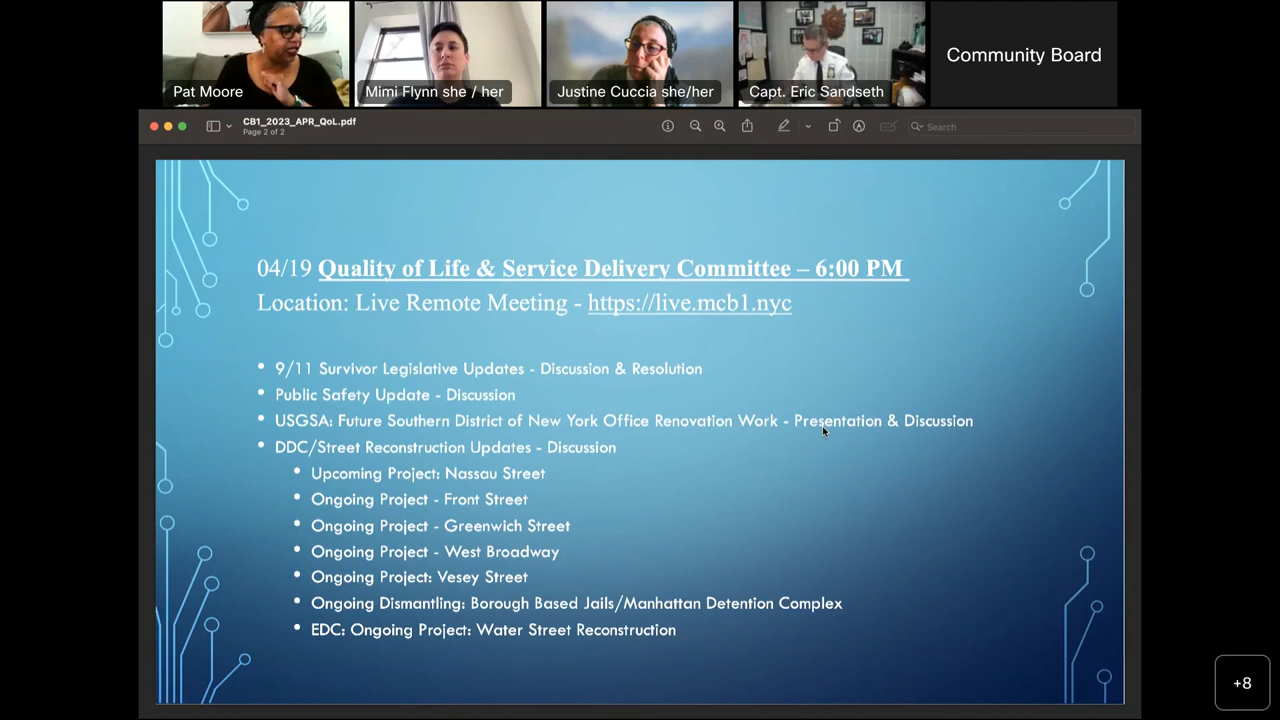 Pat Moore
Mimi Flynn she / her
Justine Cuccia she/her
Capt. Eric Sandseth
Community Board
CB1_2023_APR_QoL.pdf
Page 2 of 2
Search
04/19 Quality of Life & Service Delivery Committee – 6:00 PM
Location: Live Remote Meeting - https://live.mcb1.nyc
• 9/11 Survivor Legislative Updates - Discussion & Resolution
• Public Safety Update - Discussion
• USGSA: Future Southern District of New York Office Renovation Work - Presentation & Discussion
• DDC/Street Reconstruction Updates - Discussion
• Upcoming Project: Nassau Street
• Ongoing Project - Front Street
• Ongoing Project - Greenwich Street
• Ongoing Project - West Broadway
• Ongoing Project: Vesey Street
• Ongoing Dismantling: Borough Based Jails/Manhattan Detention Complex
• EDC: Ongoing Project: Water Street Reconstruction
+8